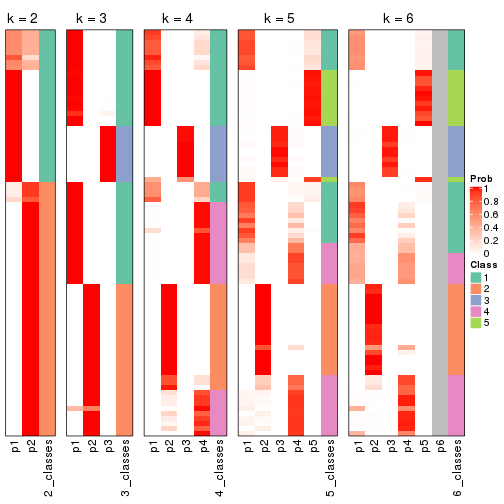 k = 2 k = 3 k = 4 k = 5 k = 6
Prob
1
0.8
0.6
0.4
0.2
0
Class
1
2
3
4
5
p1 p2 2_classes p1 p2 p3 3_classes p1 p2 p3 p4 4_classes p1 p2 p3 p4 p5 5_classes p1 p2 p3 p4 p5 p6 6_classes